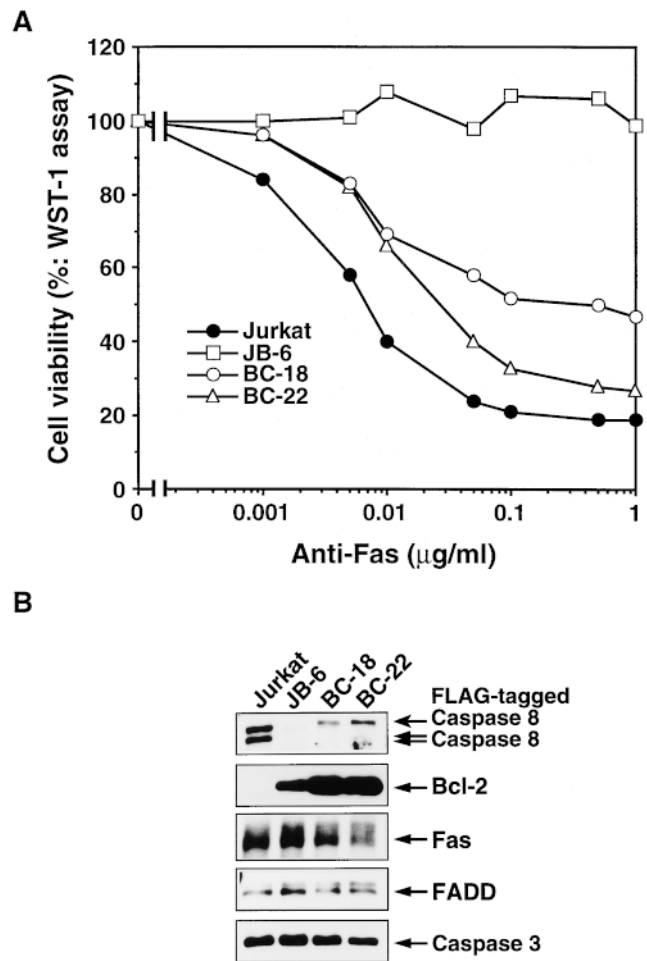 A
120
100
80
60
40
20
0
Cell viability (%: WST-1 assay)
Jurkat
JB-6
BC-18
BC-22
0 0.001 0.01 0.1 1
Anti-Fas (μg/ml)
B
Jurkat JB-6 BC-18 BC-22
FLAG-tagged
Caspase 8
Caspase 8
Bcl-2
Fas
FADD
Caspase 3